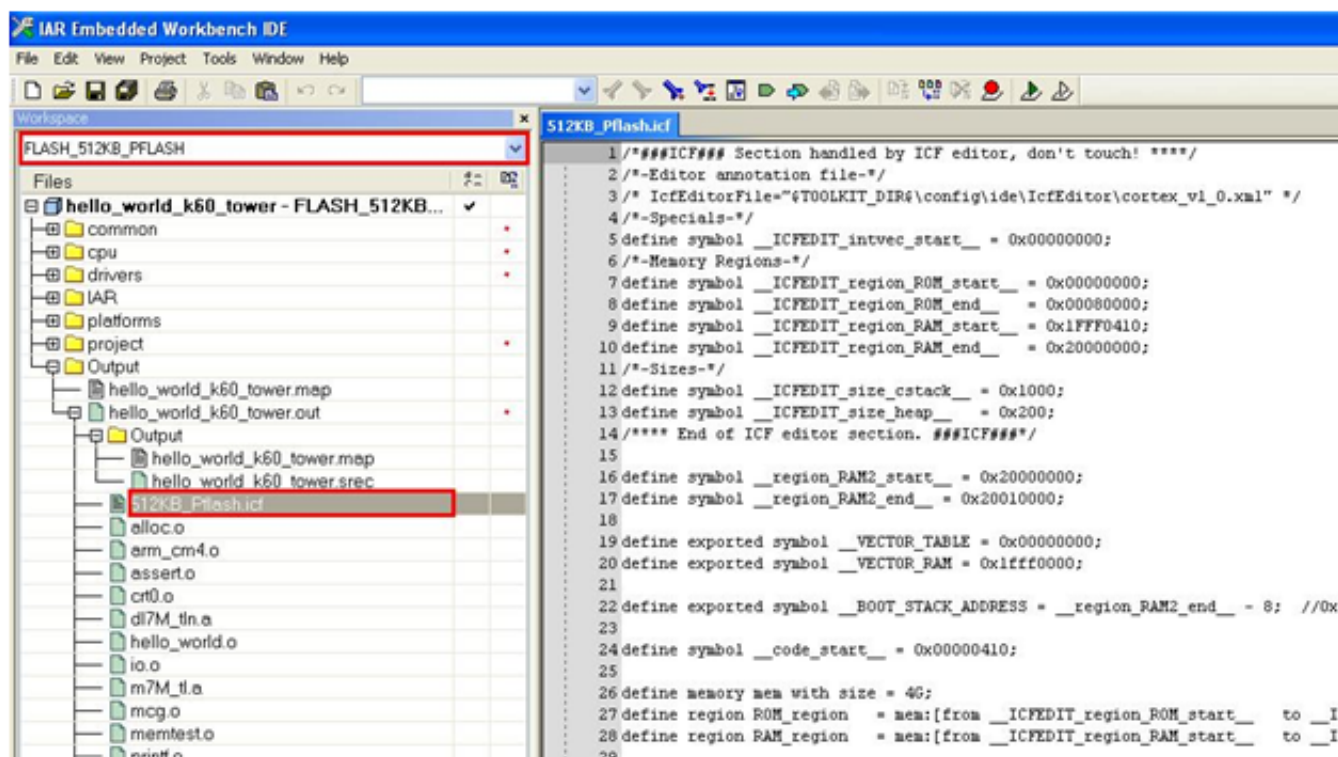 IAR Embedded Workbench IDE
File Edit View Project Tools Window Help
Workspace
FLASH_512KB_PFLASH
Files
hello_world_k60_tower - FLASH_512KB...
common
cpu
drivers
IAR
platforms
project
Output
hello_world_k60_tower.map
hello_world_k60_tower.out
Output
hello_world_k60_tower.map
hello_world_k60_tower.srec
512KB_Pflash.icf
alloc.o
arm_cm4.o
assert.o
crt0.o
dl7M_tln.a
hello_world.o
io.o
m7M_tl.a
mcg.o
memtest.o
printf.o
512KB_Pflash.icf
1 /*###ICF### Section handled by ICF editor, don't touch! ****/
2 /*-Editor annotation file-*/
3 /* IcfEditorFile="$TOOLKIT_DIR$\config\ide\IcfEditor\cortex_v1_0.xml" */
4 /*-Specials-*/
5 define symbol __ICFEDIT_intvec_start__ = 0x00000000;
6 /*-Memory Regions-*/
7 define symbol __ICFEDIT_region_ROM_start__ = 0x00000000;
8 define symbol __ICFEDIT_region_ROM_end__ = 0x00080000;
9 define symbol __ICFEDIT_region_RAM_start__ = 0x1FFF0410;
10 define symbol __ICFEDIT_region_RAM_end__ = 0x20000000;
11 /*-Sizes-*/
12 define symbol __ICFEDIT_size_cstack__ = 0x1000;
13 define symbol __ICFEDIT_size_heap__ = 0x200;
14 /**** End of ICF editor section. ###ICF###*/
15
16 define symbol __region_RAM2_start__ = 0x20000000;
17 define symbol __region_RAM2_end__ = 0x20010000;
18
19 define exported symbol __VECTOR_TABLE = 0x00000000;
20 define exported symbol __VECTOR_RAM = 0x1fff0000;
21
22 define exported symbol __BOOT_STACK_ADDRESS = __region_RAM2_end__ - 8; //0x
23
24 define symbol __code_start__ = 0x00000410;
25
26 define memory mem with size = 4G;
27 define region ROM_region = mem:[from __ICFEDIT_region_ROM_start__ to __I
28 define region RAM_region = mem:[from __ICFEDIT_region_RAM_start__ to __I
29